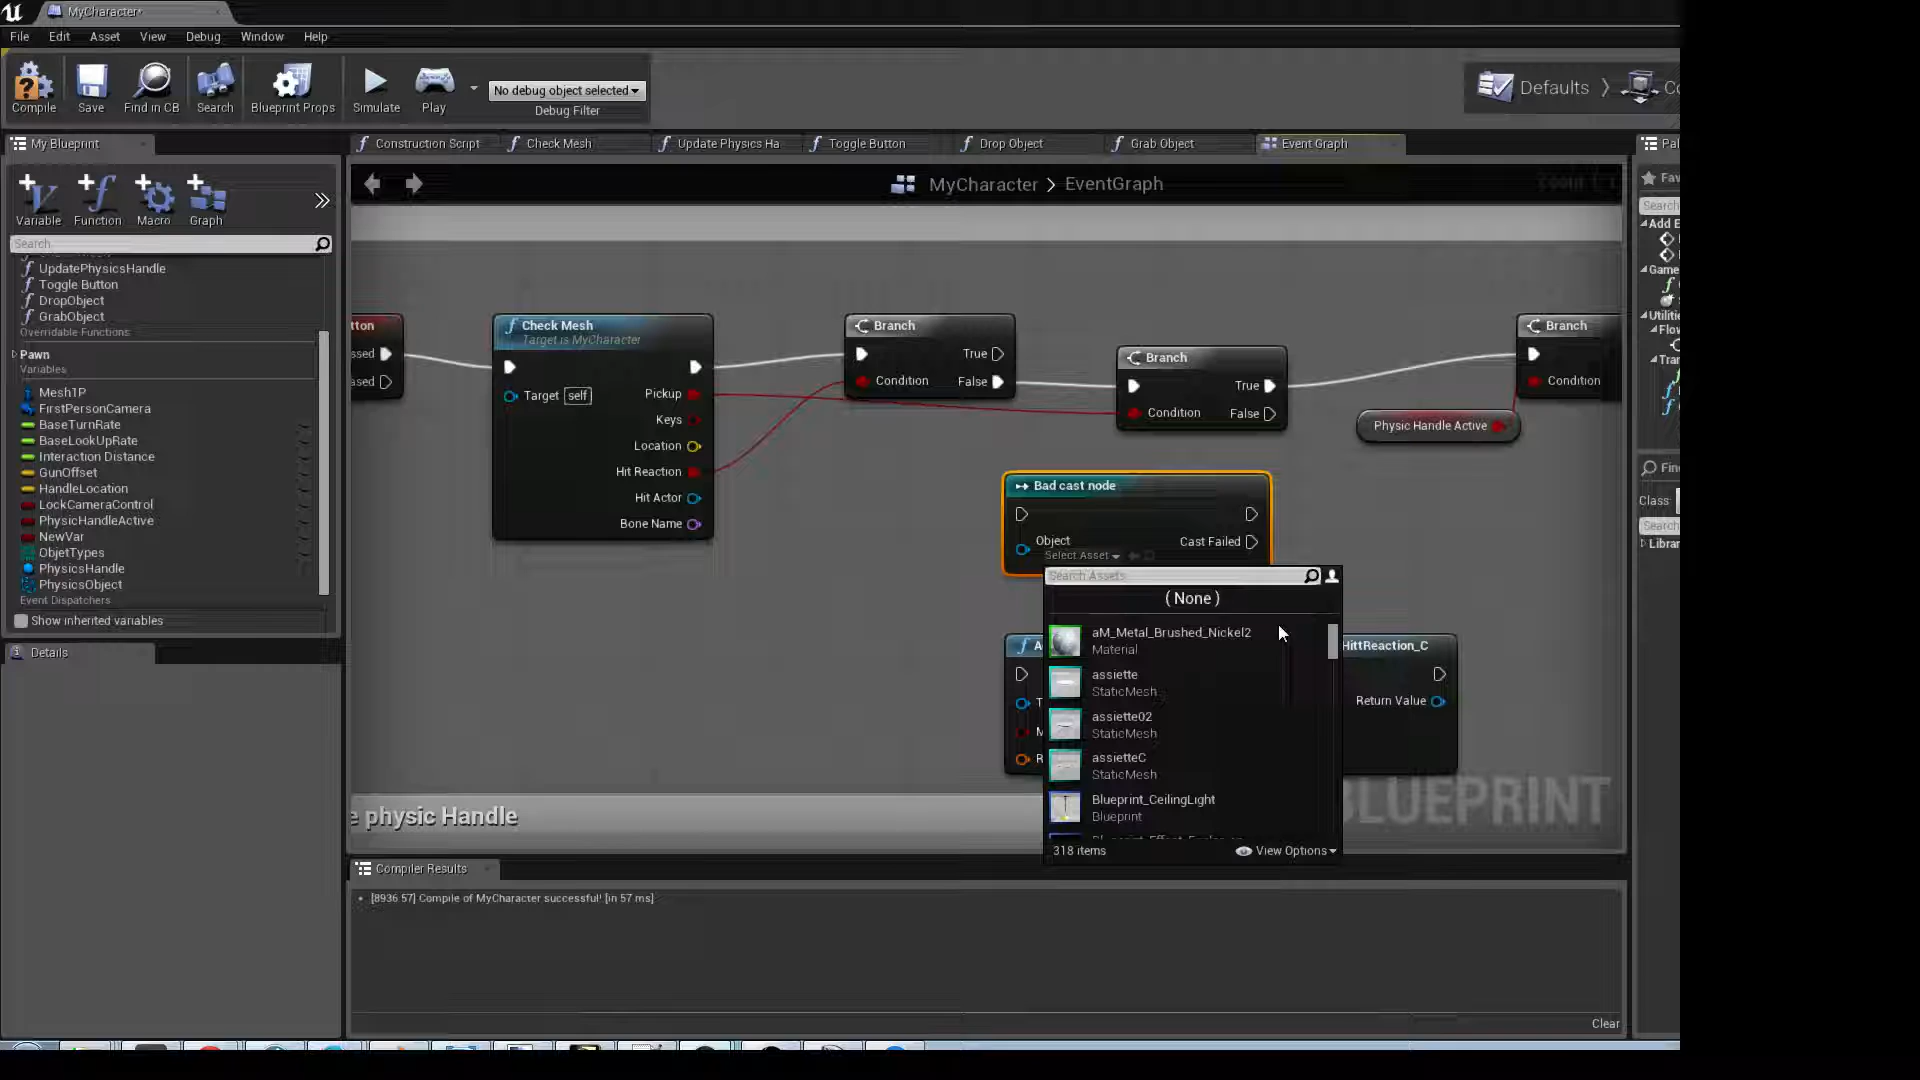 MyCharacter*
File Edit Asset View Debug Window Help
Compile Save Find in CB Search Blueprint Props Simulate Play
No debug object selected
Debug Filter
Defaults
My Blueprint
Construction Script Check Mesh Update Physics Ha Toggle Button Drop Object Grab Object Event Graph
MyCharacter > EventGraph
Variable Function Macro Graph
Search
UpdatePhysicsHandle
Toggle Button
DropObject
GrabObject
Overridable Functions
Pawn
Variables
Mesh1P
FirstPersonCamera
BaseTurnRate
BaseLookUpRate
Interaction Distance
GunOffset
HandleLocation
LockCameraControl
PhysicHandleActive
NewVar
ObjetTypes
PhysicsHandle
PhysicsObject
Event Dispatchers
Show inherited variables
Details
Check Mesh
Target is MyCharacter
Target self
Pickup
Keys
Location
Hit Reaction
Hit Actor
Bone Name
Branch
True
Condition False
Branch
True
Condition False
Branch
Condition
Physic Handle Active
Bad cast node
Object
Cast Failed
Select Asset
Search Assets
( None )
aM_Metal_Brushed_Nickel2
Material
assiette
StaticMesh
assiette02
StaticMesh
assietteC
StaticMesh
Blueprint_CeilingLight
Blueprint
318 items
View Options
HittReaction_C
Return Value
BLUEPRINT
e physic Handle
Compiler Results
[8936 57] Compile of MyCharacter successful! [in 57 ms]
Clear
Search
Add E
Game
Class
Search
Librar